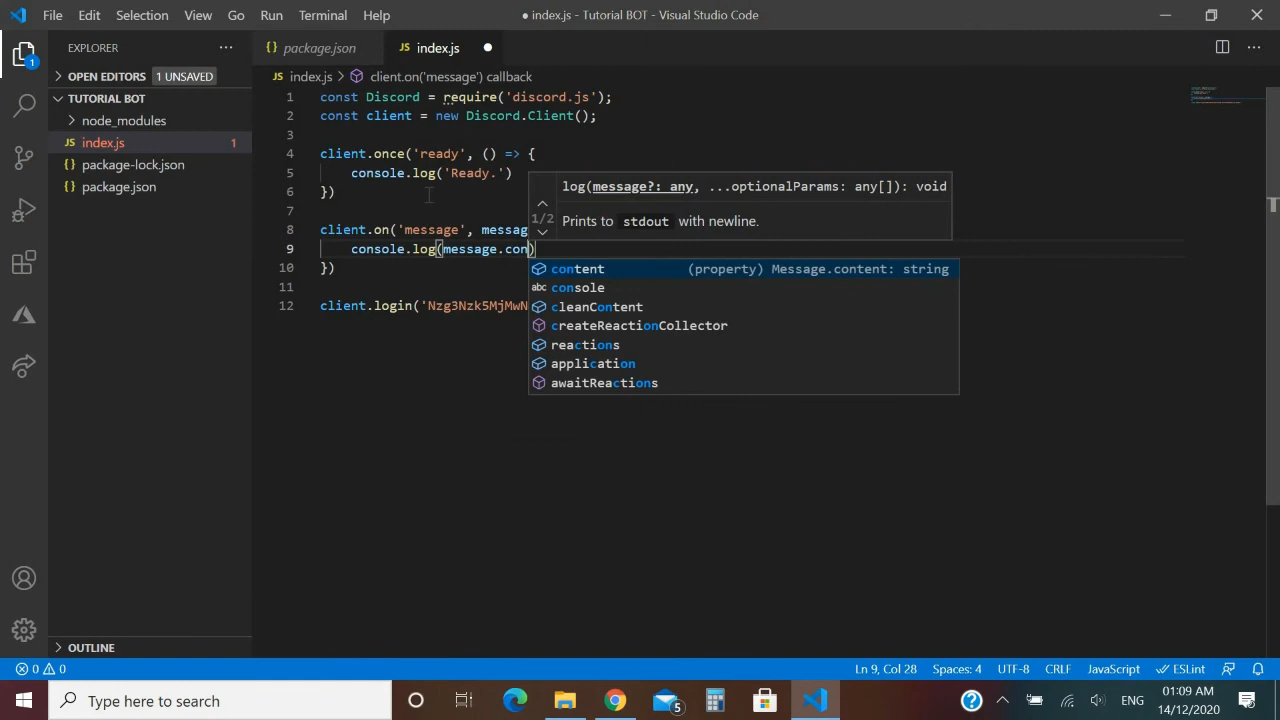 File Edit Selection View Go Run Terminal Help
● index.js - Tutorial BOT - Visual Studio Code
EXPLORER
OPEN EDITORS 1 UNSAVED
TUTORIAL BOT
node_modules
JS index.js 1
{} package-lock.json
{} package.json
OUTLINE
1
{} package.json
JS index.js
JS index.js > client.on('message') callback
1 const Discord = require('discord.js');
2 const client = new Discord.Client();
3
4 client.once('ready', () => {
5 console.log('Ready.')
6 })
7
8 client.on('message', messag
9 console.log(message.con)
10 })
11
12 client.login('Nzg3Nzk5MjMwN
log(message?: any, ...optionalParams: any[]): void
1/2
Prints to stdout with newline.
content (property) Message.content: string
abc console
cleanContent
createReactionCollector
reactions
application
awaitReactions
0 0
Ln 9, Col 28 Spaces: 4 UTF-8 CRLF JavaScript ESLint
Type here to search
5
ENG
01:09 AM
14/12/2020